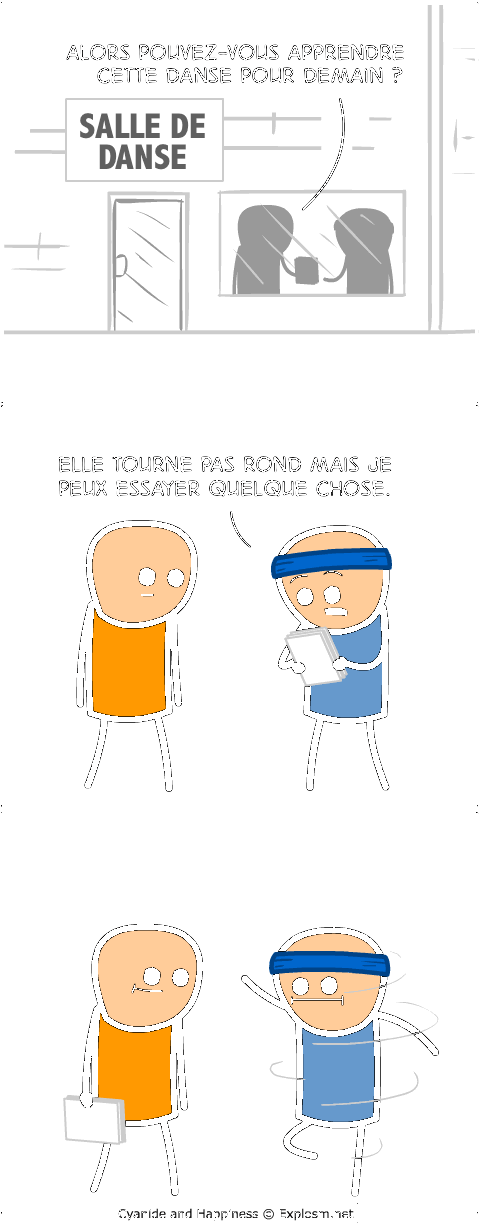 ALORS POUVEZ-VOUS APPRENDRE
CETTE DANSE POUR DEMAIN ?
SALLE DE
DANSE
ELLE TOURNE PAS ROND MAIS JE
PEUX ESSAYER QUELQUE CHOSE.
Cyanide and Happiness © Explosm.net